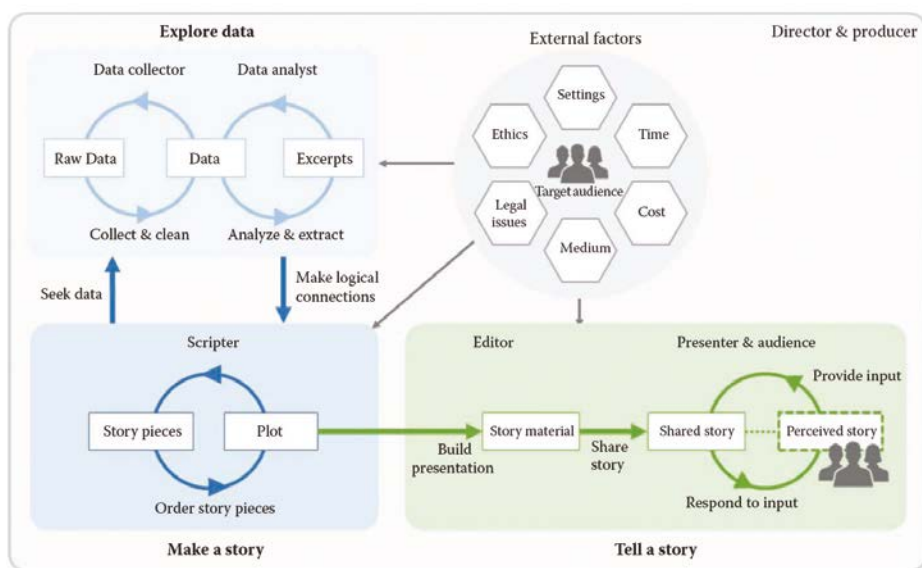 Explore data
Data collector
Data analyst
Raw Data
Data
Excerpts
Collect & clean
Analyze & extract
External factors
Director & producer
Settings
Ethics
Time
Target audience
Legal
issues
Cost
Medium
Seek data
Make logical
connections
Scripter
Story pieces
Plot
Order story pieces
Make a story
Editor
Presenter & audience
Provide input
Story material
Shared story
Perceived story
Build
presentation
Share
story
Respond to input
Tell a story